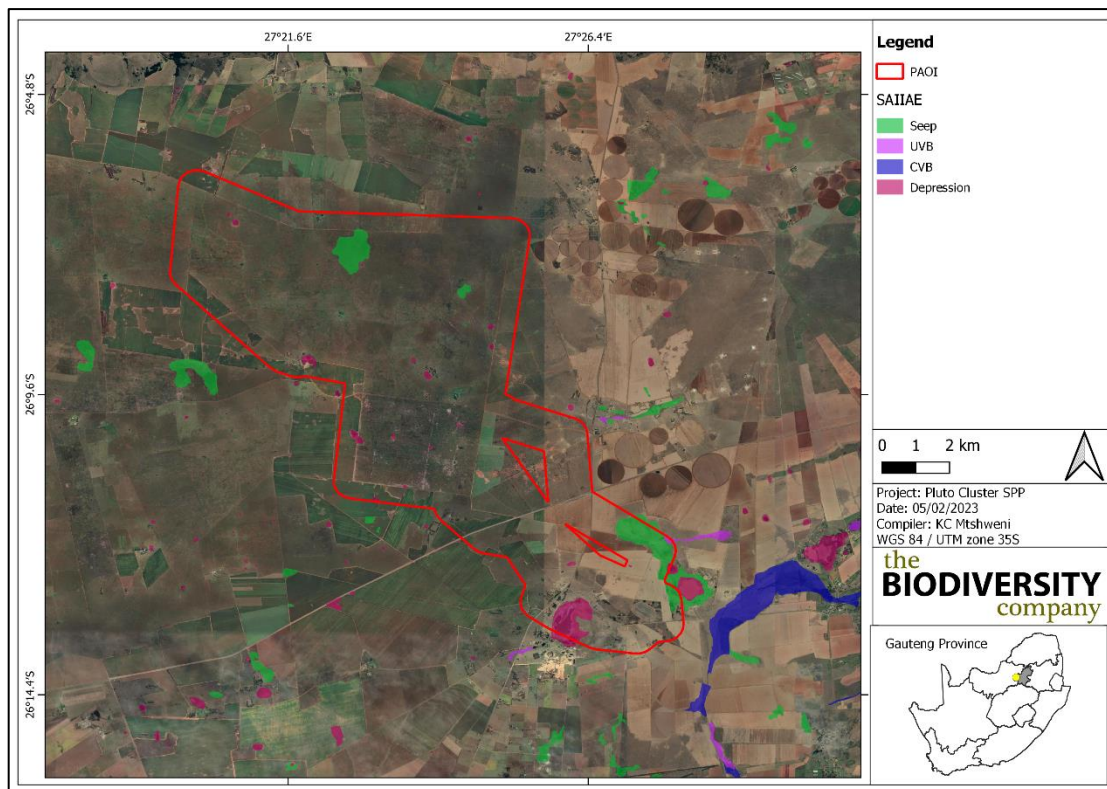 27°21.6'E
27°26.4'E
26°4.8'S
26°9.6'S
26°14.4'S
Legend
PAOI
SAIIAE
Seep
UVB
CVB
Depression
0 1 2 km
Project: Pluto Cluster SPP
Date: 05/02/2023
Compiler: KC Mtshweni
WGS 84 / UTM zone 35S
the
BIODIVERSITY
company
Gauteng Province